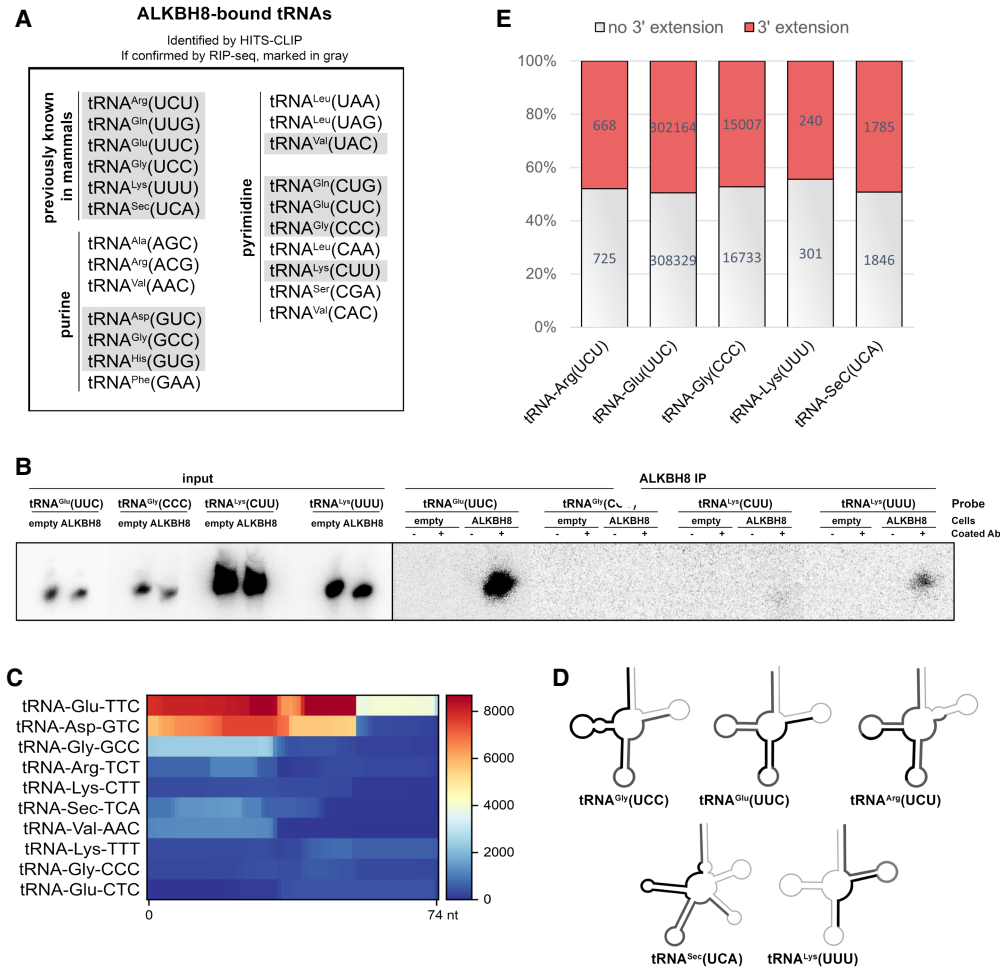 A
ALKBH8-bound tRNAs
Identified by HITS-CLIP
If confirmed by RIP-seq, marked in gray
previously known
in mammals
tRNAArg(UCU)
tRNAGln(UUG)
tRNAGlu(UUC)
tRNAGly(UCC)
tRNALys(UUU)
tRNASec(UCA)
purine
tRNAAla(AGC)
tRNAArg(ACG)
tRNAVal(AAC)
tRNAAsp(GUC)
tRNAGly(GCC)
tRNAHis(GUG)
tRNAPhe(GAA)
pyrimidine
tRNALeu(UAA)
tRNALeu(UAG)
tRNAVal(UAC)
tRNAGln(CUG)
tRNAGlu(CUC)
tRNAGly(CCC)
tRNALeu(CAA)
tRNALys(CUU)
tRNASer(CGA)
tRNAVal(CAC)
E
no 3' extension 3' extension
100%
80%
60%
40%
20%
0%
668 302164 15007 240 1785
725 308329 16733 301 1846
tRNA-Arg(UCU)
tRNA-Glu(UUC)
tRNA-Gly(CCC)
tRNA-Lys(UUU)
tRNA-SeC(UCA)
B
input ALKBH8 IP
tRNAGlu(UUC) tRNAGly(CCC) tRNALys(CUU) tRNALys(UUU) tRNAGlu(UUC) tRNALys(CUU) tRNALys(UUU) Probe
empty ALKBH8 empty ALKBH8 empty ALKBH8 empty ALKBH8 empty ALKBH8 empty ALKBH8 empty ALKBH8 empty ALKBH8 Cells
- + - + - + - + - + - + - + - + Coated Ab
C
tRNA-Glu-TTC
tRNA-Asp-GTC
tRNA-Gly-GCC
tRNA-Arg-TCT
tRNA-Lys-CTT
tRNA-Sec-TCA
tRNA-Val-AAC
tRNA-Lys-TTT
tRNA-Gly-CCC
tRNA-Glu-CTC
0 74 nt
8000
6000
4000
2000
0
D
tRNAGly(UCC) tRNAGlu(UUC) tRNAArg(UCU)
tRNASec(UCA) tRNALys(UUU)